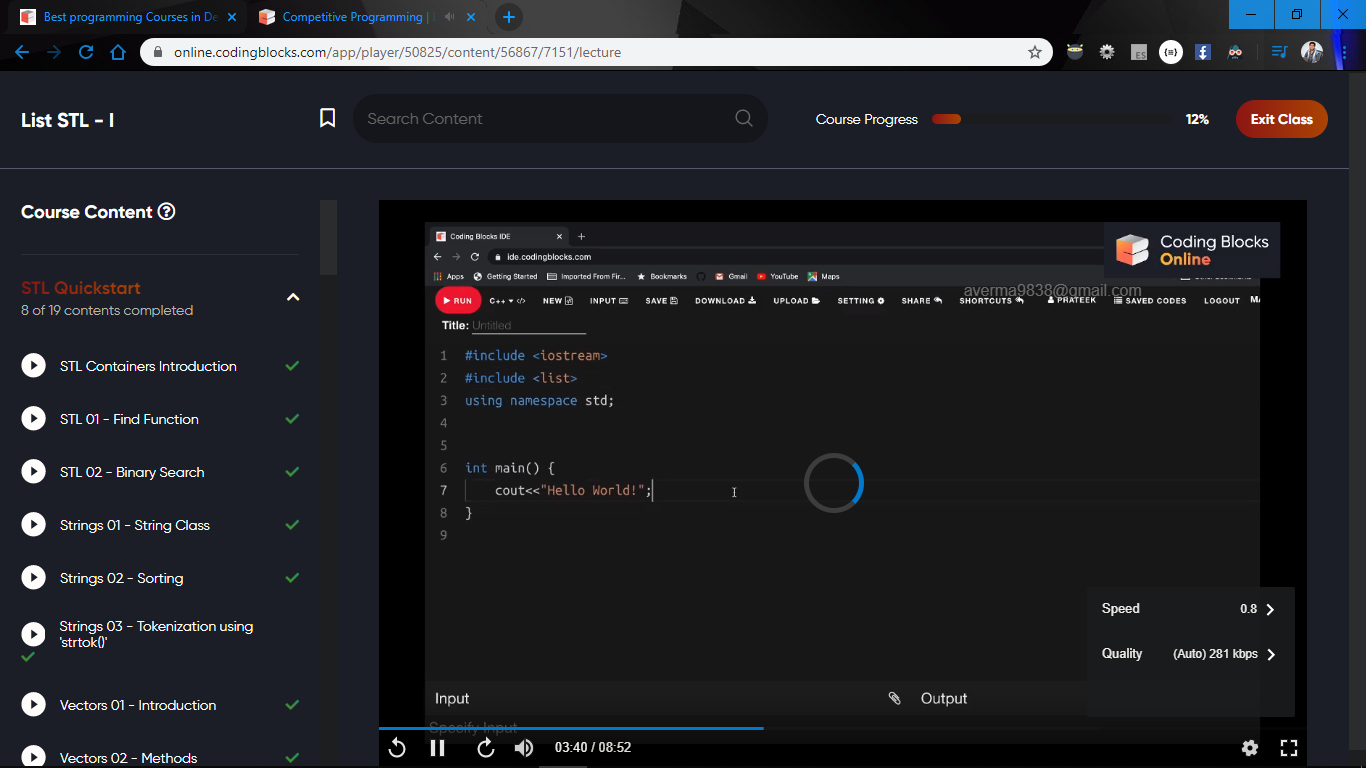 Best programming Courses in De
Competitive Programming |
online.codingblocks.com/app/player/50825/content/56867/7151/lecture
List STL - I
Search Content
Course Progress
12%
Exit Class
Course Content
STL Quickstart
8 of 19 contents completed
STL Containers Introduction
STL 01 - Find Function
STL 02 - Binary Search
Strings 01 - String Class
Strings 02 - Sorting
Strings 03 - Tokenization using
'strtok()'
Vectors 01 - Introduction
Vectors 02 - Methods
Coding Blocks IDE
ide.codingblocks.com
Apps Getting Started Imported From Fir... Bookmarks Gmail YouTube Maps
Coding Blocks
Online
averma9838@gmail.com
RUN C++ NEW INPUT SAVE DOWNLOAD UPLOAD SETTING SHARE SHORTCUTS PRATEEK SAVED CODES LOGOUT
Title: Untitled
1 #include <iostream>
2 #include <list>
3 using namespace std;
4
5
6 int main() {
7 cout<<"Hello World!";
8 }
9
Speed 0.8
Quality (Auto) 281 kbps
Input
Output
Specify Input
03:40 / 08:52